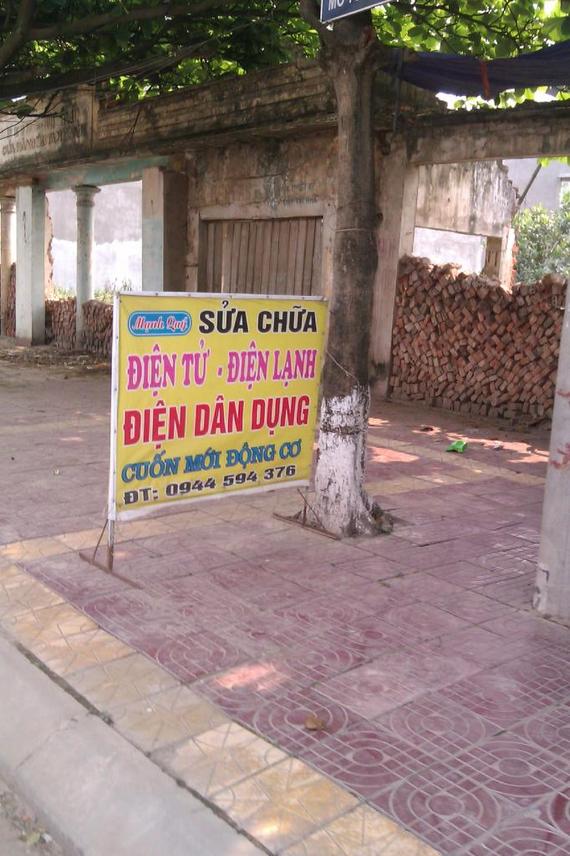 Mạnh Quý SỬA CHỮA
ĐIỆN TỬ - ĐIỆN LẠNH
ĐIỆN DÂN DỤNG
CUỐN MỚI ĐỘNG CƠ
ĐT: 0944 594 376